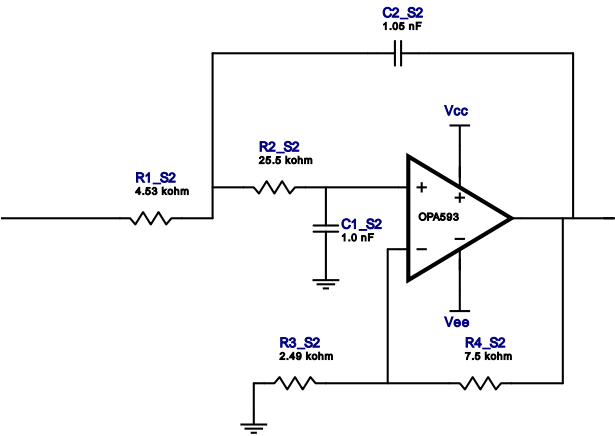 C2_S2
1.05 nF
Vcc
R2_S2
25.5 kohm
R1_S2
4.53 kohm
+
+
OPA593
C1_S2
1.0 nF
−
−
Vee
R3_S2
2.49 kohm
R4_S2
7.5 kohm